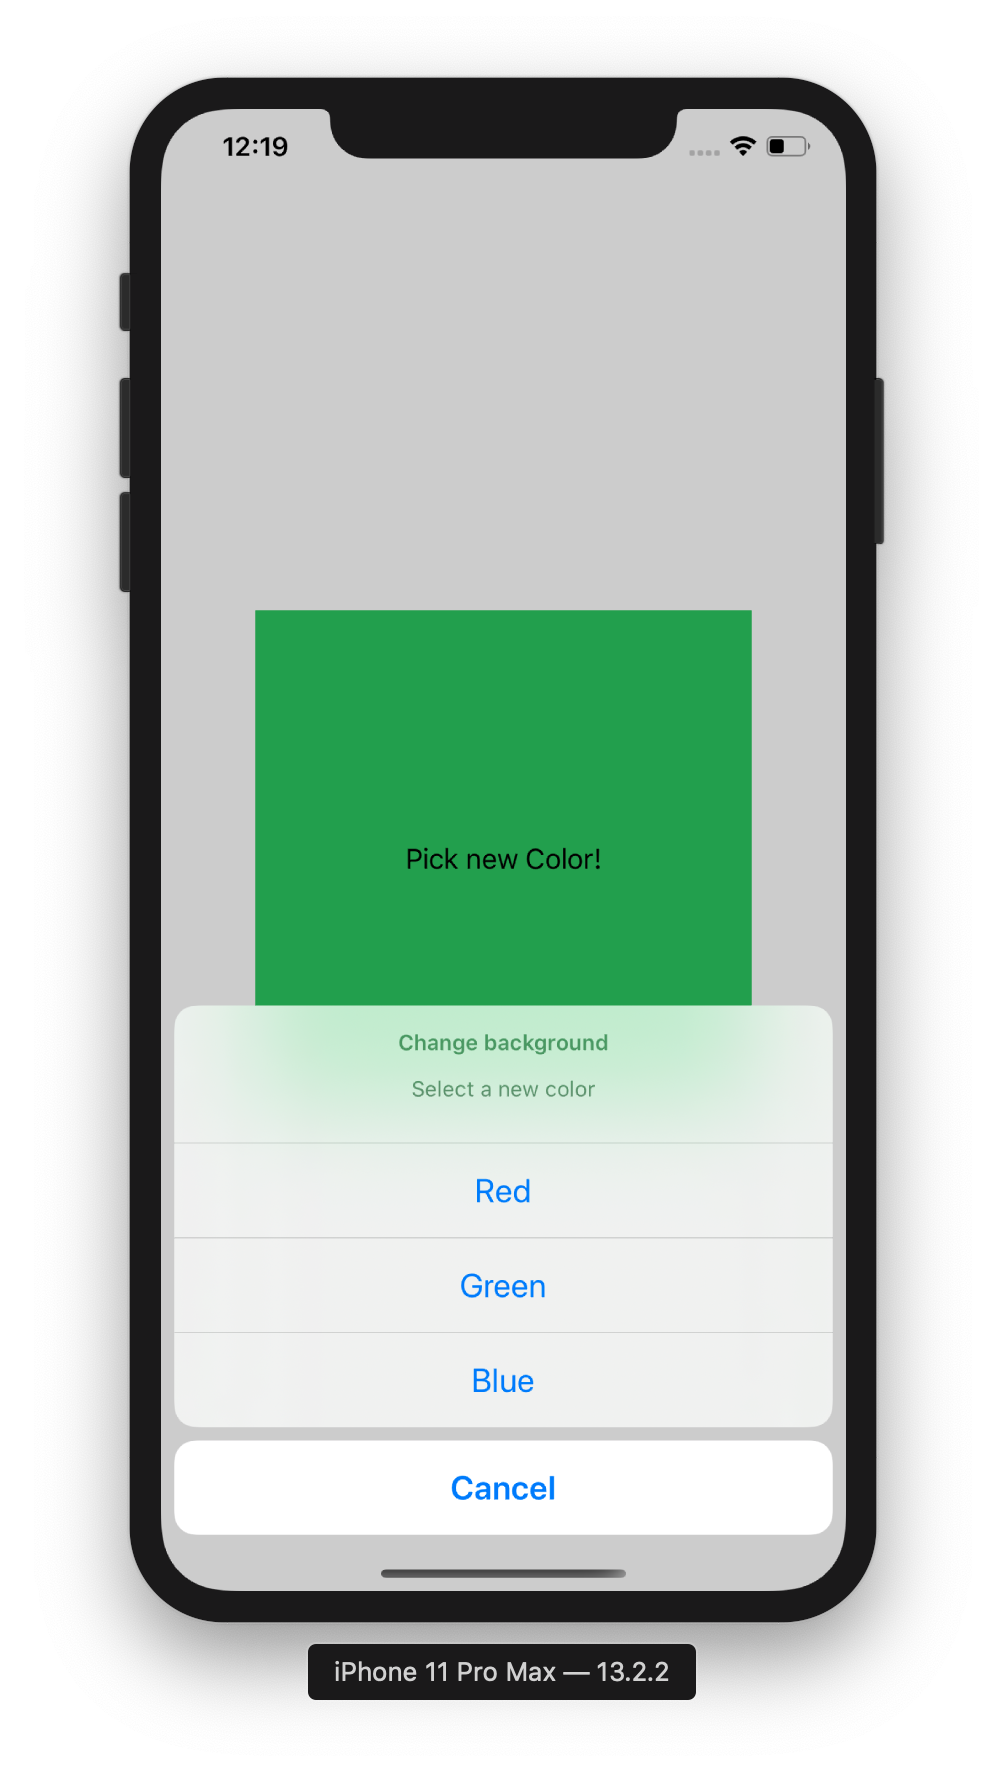 12:19
Pick new Color!
Change background
Select a new color
Red
Green
Blue
Cancel
iPhone 11 Pro Max — 13.2.2